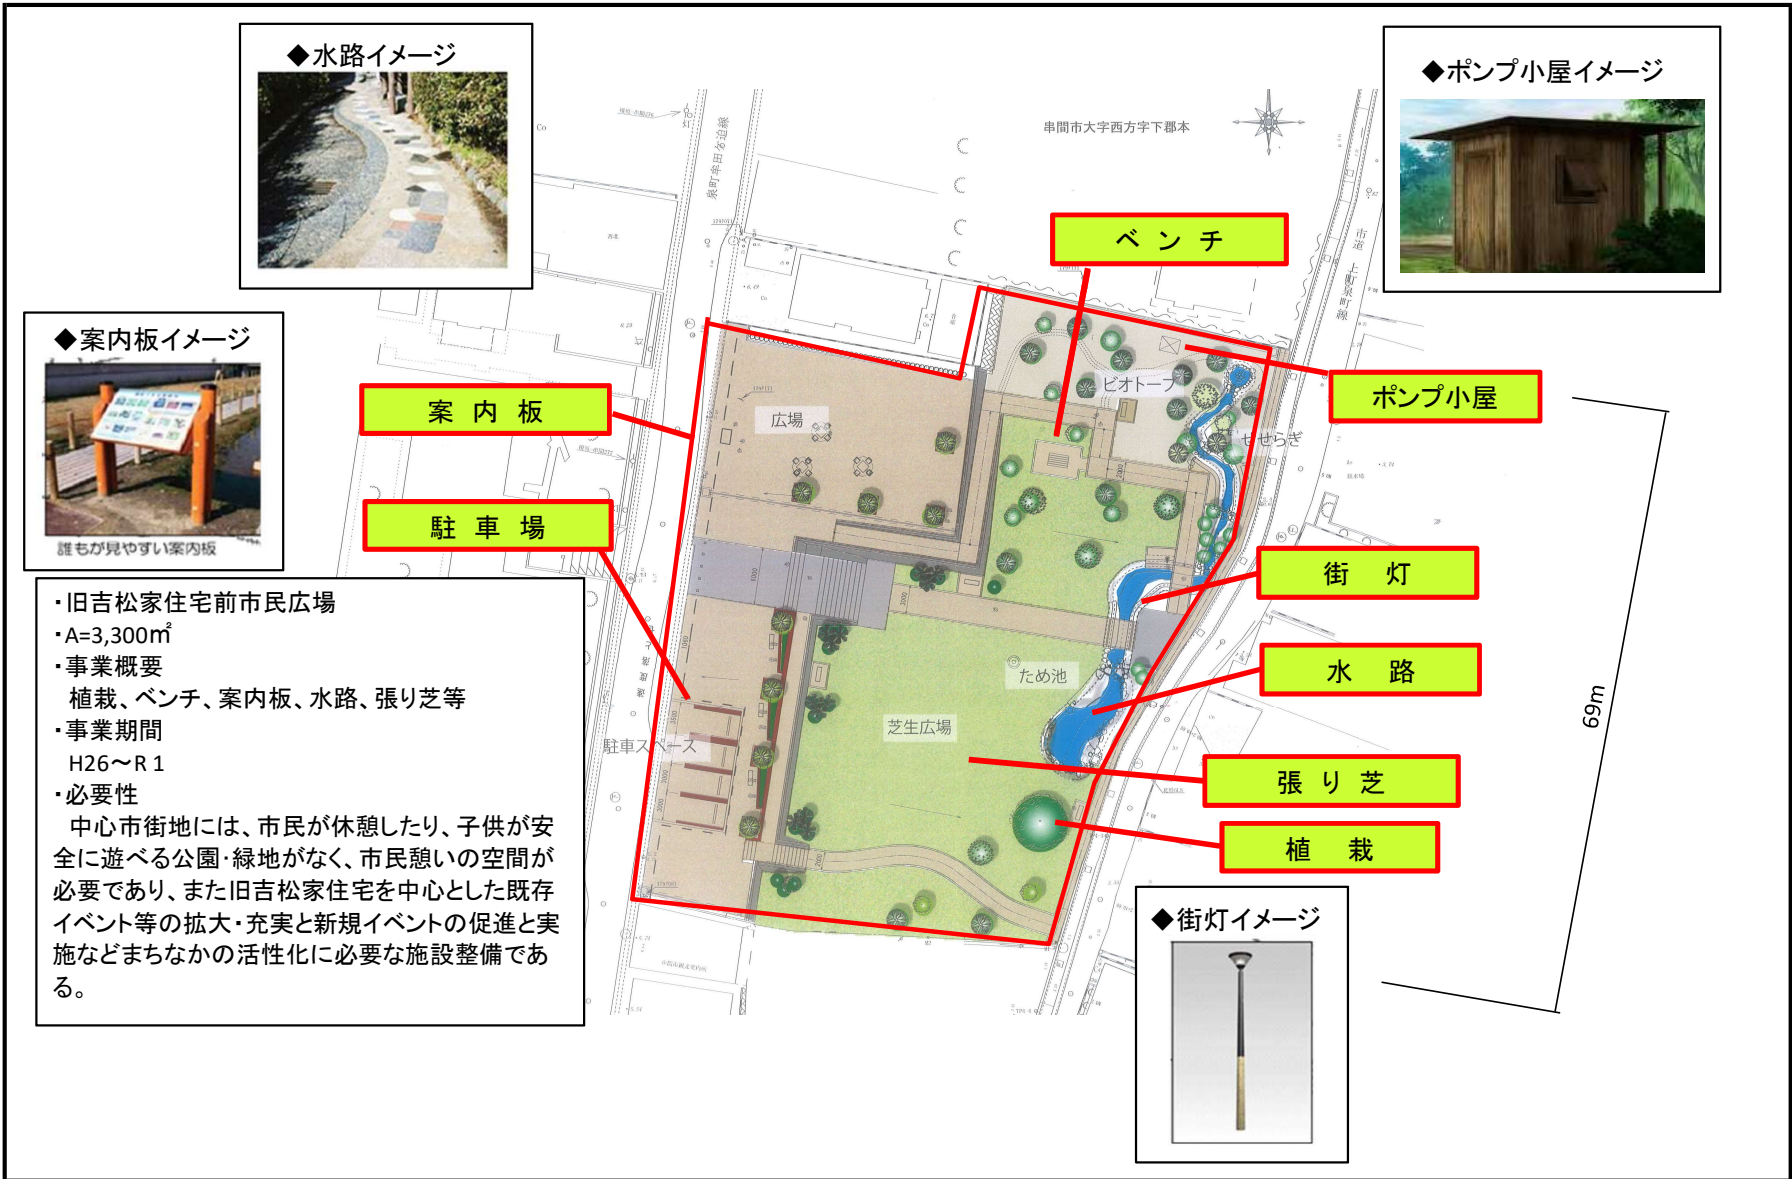 ◆水路イメージ
◆ポンプ小屋イメージ
串間市大字西方字下郡本
市道 上町泉町線
ベンチ
◆案内板イメージ
誰もが見やすい案内板
案内板
ポンプ小屋
ビオトープ
広場
せせらぎ
駐車場
街灯
水路
ため池
芝生広場
駐車スペース
張り芝
植栽
69m
・旧吉松家住宅前市民広場
・A=3,300㎡
・事業概要
植栽、ベンチ、案内板、水路、張り芝等
・事業期間
H26～R1
・必要性
中心市街地には、市民が休憩したり、子供が安
全に遊べる公園・緑地がなく、市民憩いの空間が
必要であり、また旧吉松家住宅を中心とした既存
イベント等の拡大・充実と新規イベントの促進と実
施などまちなかの活性化に必要な施設整備であ
る。
◆街灯イメージ